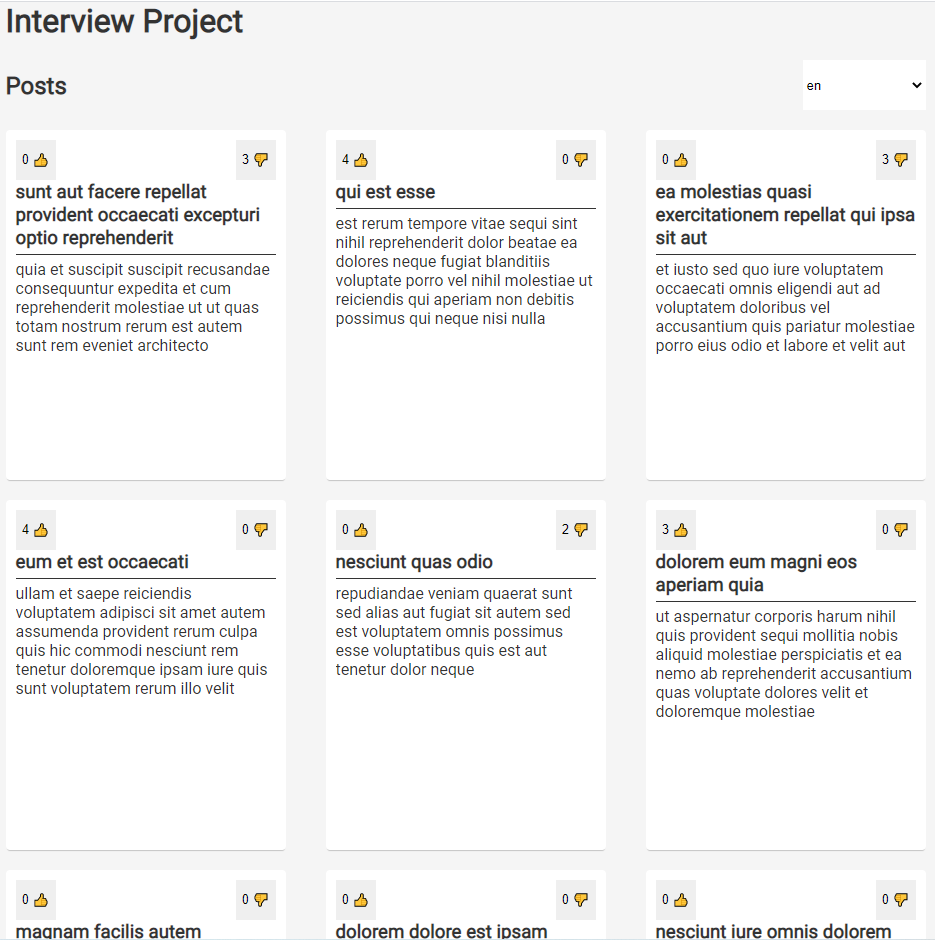 Interview Project
Posts
en
0 👍 3 👎
sunt aut facere repellat
provident occaecati excepturi
optio reprehenderit
quia et suscipit suscipit recusandae
consequuntur expedita et cum
reprehenderit molestiae ut ut quas
totam nostrum rerum est autem
sunt rem eveniet architecto
4 👍 0 👎
qui est esse
est rerum tempore vitae sequi sint
nihil reprehenderit dolor beatae ea
dolores neque fugiat blanditiis
voluptate porro vel nihil molestiae ut
reiciendis qui aperiam non debitis
possimus qui neque nisi nulla
0 👍 3 👎
ea molestias quasi
exercitationem repellat qui ipsa
sit aut
et iusto sed quo iure voluptatem
occaecati omnis eligendi aut ad
voluptatem doloribus vel
accusantium quis pariatur molestiae
porro eius odio et labore et velit aut
4 👍 0 👎
eum et est occaecati
ullam et saepe reiciendis
voluptatem adipisci sit amet autem
assumenda provident rerum culpa
quis hic commodi nesciunt rem
tenetur doloremque ipsam iure quis
sunt voluptatem rerum illo velit
0 👍 2 👎
nesciunt quas odio
repudiandae veniam quaerat sunt
sed alias aut fugiat sit autem sed
est voluptatem omnis possimus
esse voluptatibus quis est aut
tenetur dolor neque
3 👍 0 👎
dolorem eum magni eos
aperiam quia
ut aspernatur corporis harum nihil
quis provident sequi mollitia nobis
aliquid molestiae perspiciatis et ea
nemo ab reprehenderit accusantium
quas voluptate dolores velit et
doloremque molestiae
0 👍 0 👎
magnam facilis autem
0 👍 0 👎
dolorem dolore est ipsam
0 👍 0 👎
nesciunt iure omnis dolorem